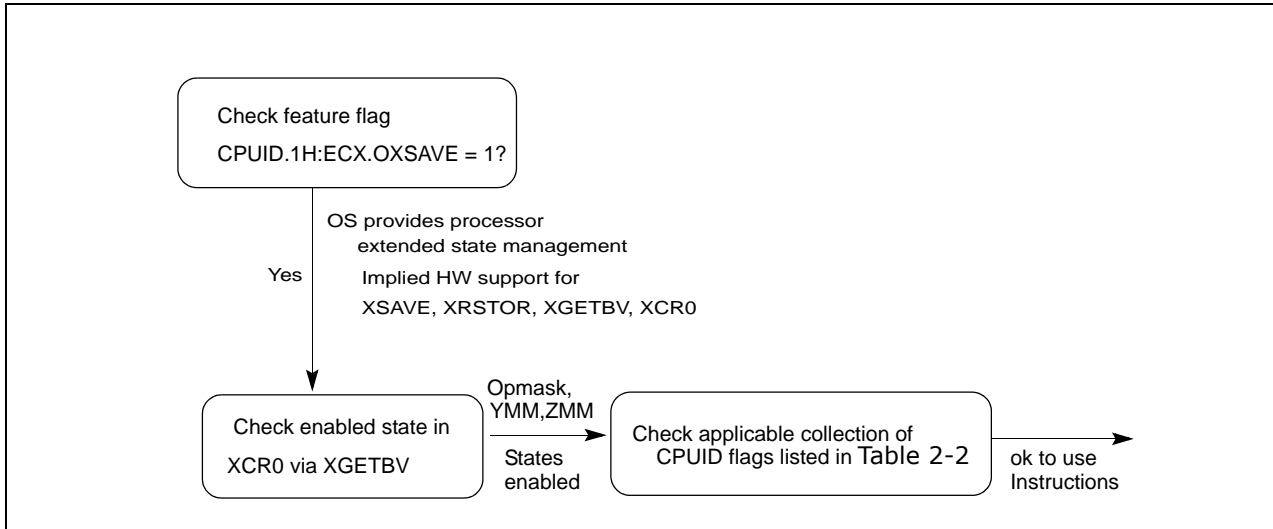 Check feature flag
CPUID.1H:ECX.OXSAVE = 1?
OS provides processor
extended state management
Yes
Implied HW support for
XSAVE, XRSTOR, XGETBV, XCR0
Check enabled state in
XCR0 via XGETBV
Opmask,
YMM,ZMM
States
enabled
Check applicable collection of
CPUID flags listed in Table 2-2
ok to use
Instructions